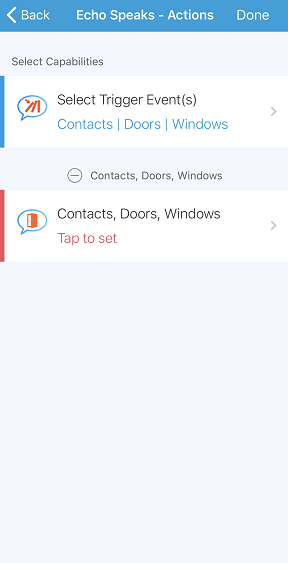 Back Echo Speaks - Actions Done
Select Capabilities
Select Trigger Event(s)
Contacts | Doors | Windows
Contacts, Doors, Windows
Contacts, Doors, Windows
Tap to set